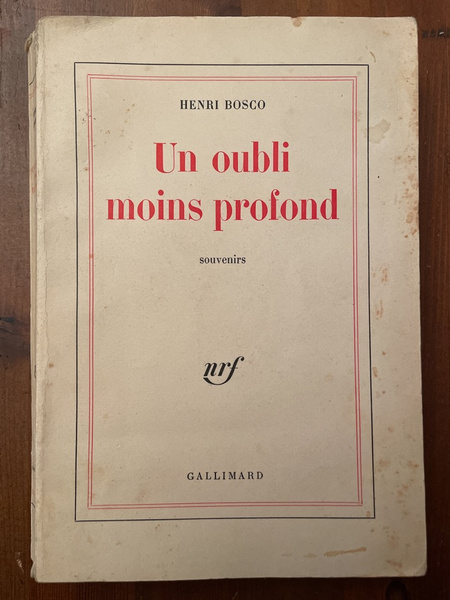 HENRI BOSCO
Un oubli
moins profond
souvenirs
nrf
GALLIMARD